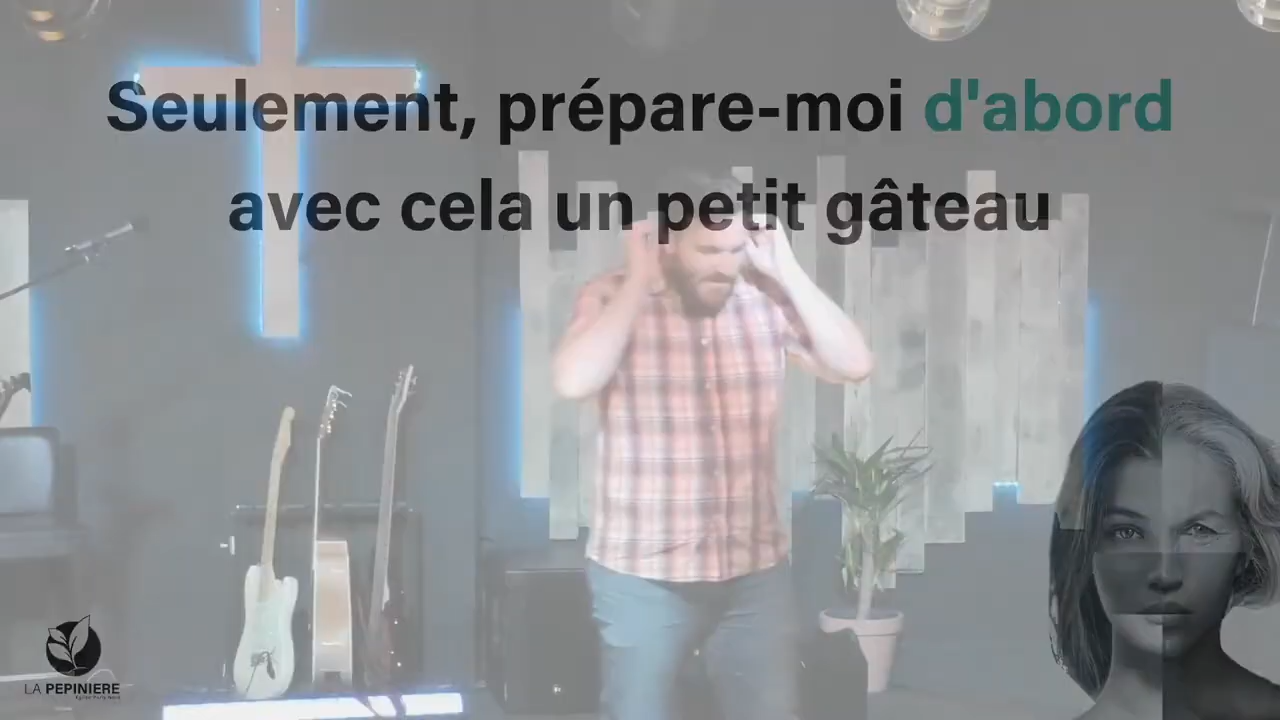 Seulement, prépare-moi d'abord
avec cela un petit gâteau
LA PEPINIERE